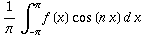 1/π ∫_{-π}^{π} f (x) cos (n x) d x